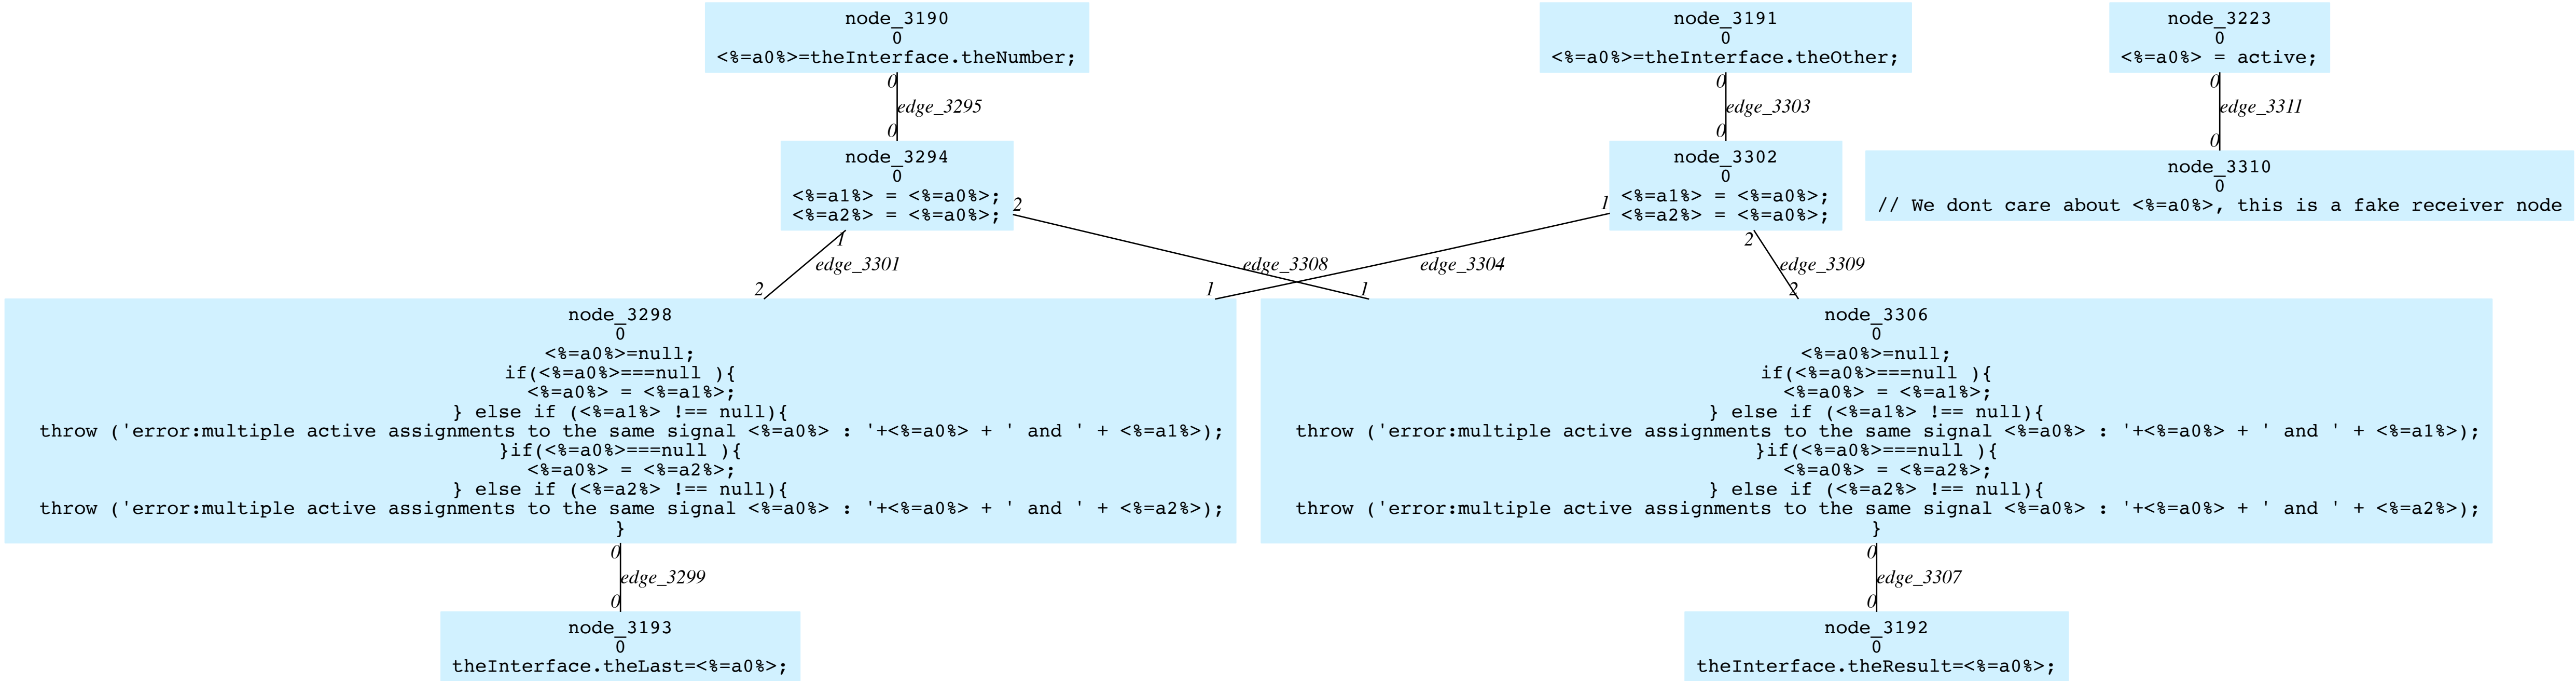 node_3190
0
<%=a0%>=theInterface.theNumber;
node_3191
0
<%=a0%>=theInterface.theOther;
node_3223
0
<%=a0%> = active;
0
edge_3295
0
0
edge_3303
0
0
edge_3311
0
node_3294
0
<%=a1%> = <%=a0%>;
<%=a2%> = <%=a0%>;
node_3302
0
<%=a1%> = <%=a0%>;
<%=a2%> = <%=a0%>;
node_3310
0
// We dont care about <%=a0%>, this is a fake receiver node
1
edge_3301
2
2
edge_3308
1
1
edge_3304
1
2
edge_3309
2
node_3298
0
<%=a0%>=null;
if(<%=a0%>===null ){
<%=a0%> = <%=a1%>;
} else if (<%=a1%> !== null){
throw ('error:multiple active assignments to the same signal <%=a0%> : '+<%=a0%> + ' and ' + <%=a1%>);
}if(<%=a0%>===null ){
<%=a0%> = <%=a2%>;
} else if (<%=a2%> !== null){
throw ('error:multiple active assignments to the same signal <%=a0%> : '+<%=a0%> + ' and ' + <%=a2%>);
}
node_3306
0
<%=a0%>=null;
if(<%=a0%>===null ){
<%=a0%> = <%=a1%>;
} else if (<%=a1%> !== null){
throw ('error:multiple active assignments to the same signal <%=a0%> : '+<%=a0%> + ' and ' + <%=a1%>);
}if(<%=a0%>===null ){
<%=a0%> = <%=a2%>;
} else if (<%=a2%> !== null){
throw ('error:multiple active assignments to the same signal <%=a0%> : '+<%=a0%> + ' and ' + <%=a2%>);
}
0
edge_3299
0
0
edge_3307
0
node_3193
0
theInterface.theLast=<%=a0%>;
node_3192
0
theInterface.theResult=<%=a0%>;